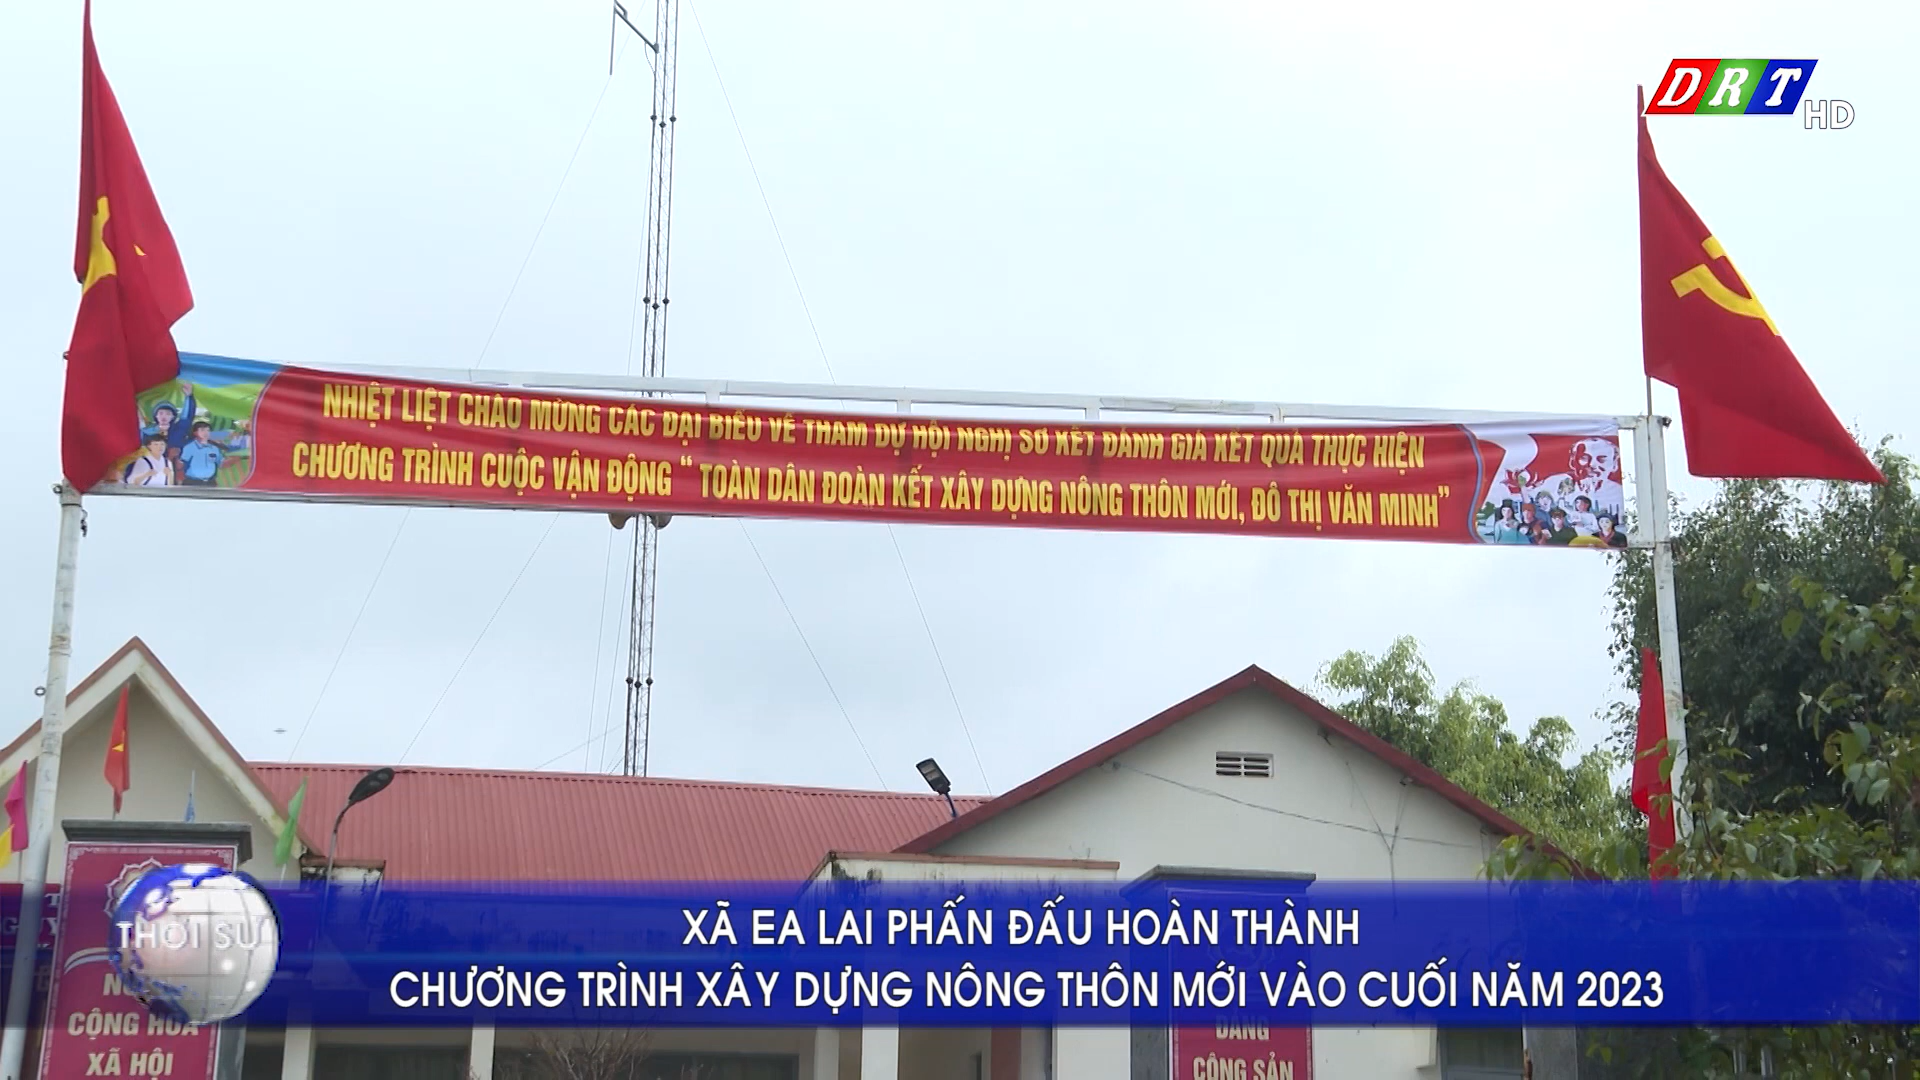 DRT HD
NHIỆT LIỆT CHÀO MỪNG CÁC ĐẠI BIỂU VỀ THAM DỰ HỘI NGHỊ SƠ KẾT ĐÁNH GIÁ KẾT QUẢ THỰC HIỆN
CHƯƠNG TRÌNH CUỘC VẬN ĐỘNG “ TOÀN DÂN ĐOÀN KẾT XÂY DỰNG NÔNG THÔN MỚI, ĐÔ THỊ VĂN MINH”
THỜI SỰ
XÃ EA LAI PHẤN ĐẤU HOÀN THÀNH
CHƯƠNG TRÌNH XÂY DỰNG NÔNG THÔN MỚI VÀO CUỐI NĂM 2023
CỘNG HÒA
XÃ HỘI
ĐẢNG
CỘNG SẢN